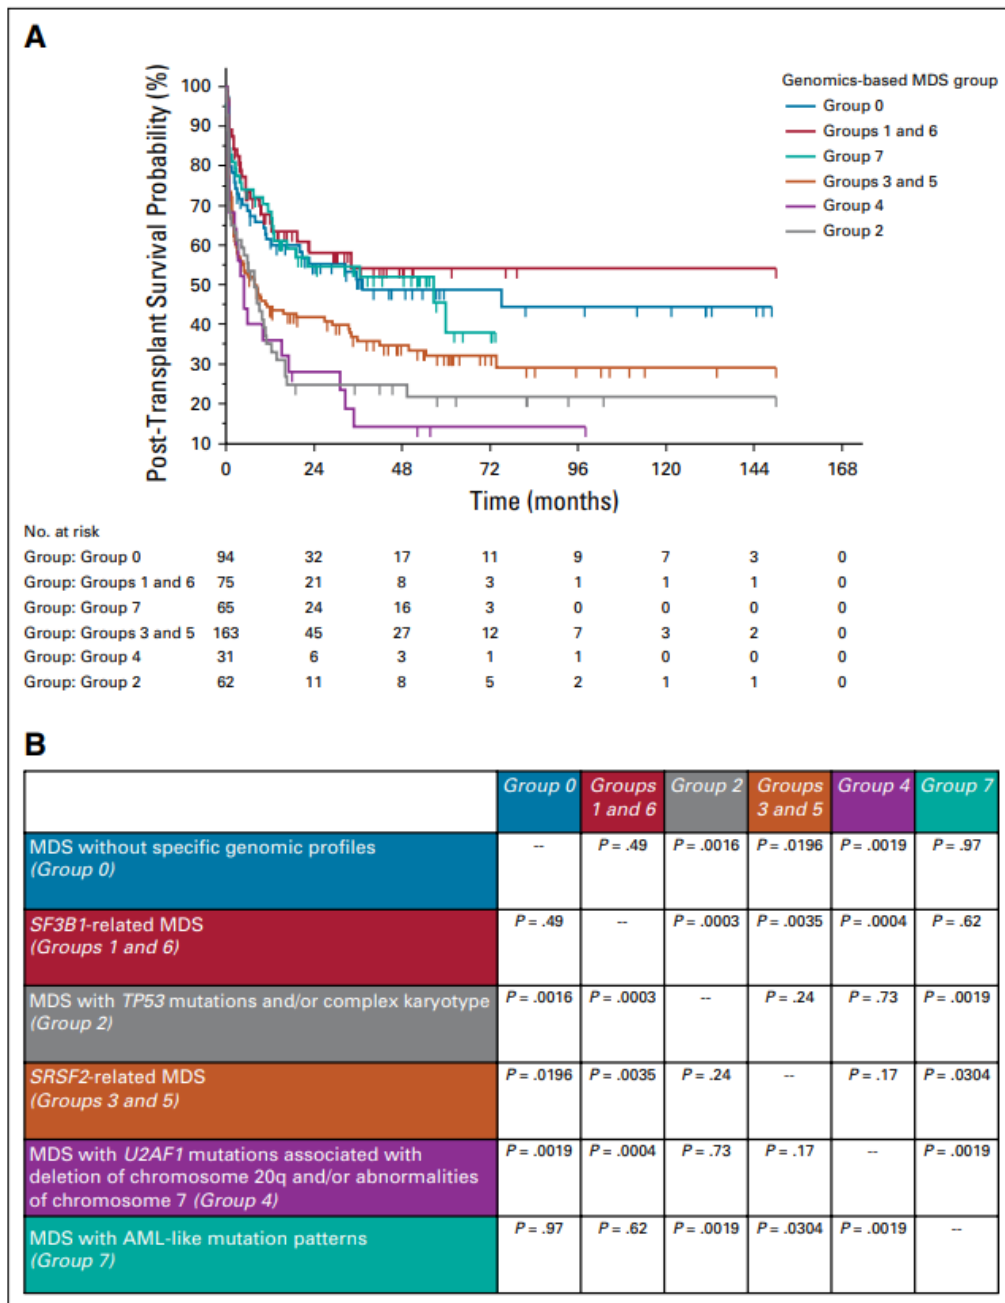 A
Post-Transplant Survival Probability (%)
100
90
80
70
60
50
40
30
20
10
0 24 48 72 96 120 144 168
Time (months)
Genomics-based MDS group
Group 0
Groups 1 and 6
Group 7
Groups 3 and 5
Group 4
Group 2
No. at risk
Group: Group 0 94 32 17 11 9 7 3 0
Group: Groups 1 and 6 75 21 8 3 1 1 1 0
Group: Group 7 65 24 16 3 0 0 0 0
Group: Groups 3 and 5 163 45 27 12 7 3 2 0
Group: Group 4 31 6 3 1 1 0 0 0
Group: Group 2 62 11 8 5 2 1 1 0
B
Group 0 Groups 1 and 6 Group 2 Groups 3 and 5 Group 4 Group 7
MDS without specific genomic profiles
(Group 0)
-- P = .49 P = .0016 P = .0196 P = .0019 P = .97
SF3B1-related MDS
(Groups 1 and 6)
P = .49 -- P = .0003 P = .0035 P = .0004 P = .62
MDS with TP53 mutations and/or complex karyotype
(Group 2)
P = .0016 P = .0003 -- P = .24 P = .73 P = .0019
SRSF2-related MDS
(Groups 3 and 5)
P = .0196 P = .0035 P = .24 -- P = .17 P = .0304
MDS with U2AF1 mutations associated with
deletion of chromosome 20q and/or abnormalities
of chromosome 7 (Group 4)
P = .0019 P = .0004 P = .73 P = .17 -- P = .0019
MDS with AML-like mutation patterns
(Group 7)
P = .97 P = .62 P = .0019 P = .0304 P = .0019 --